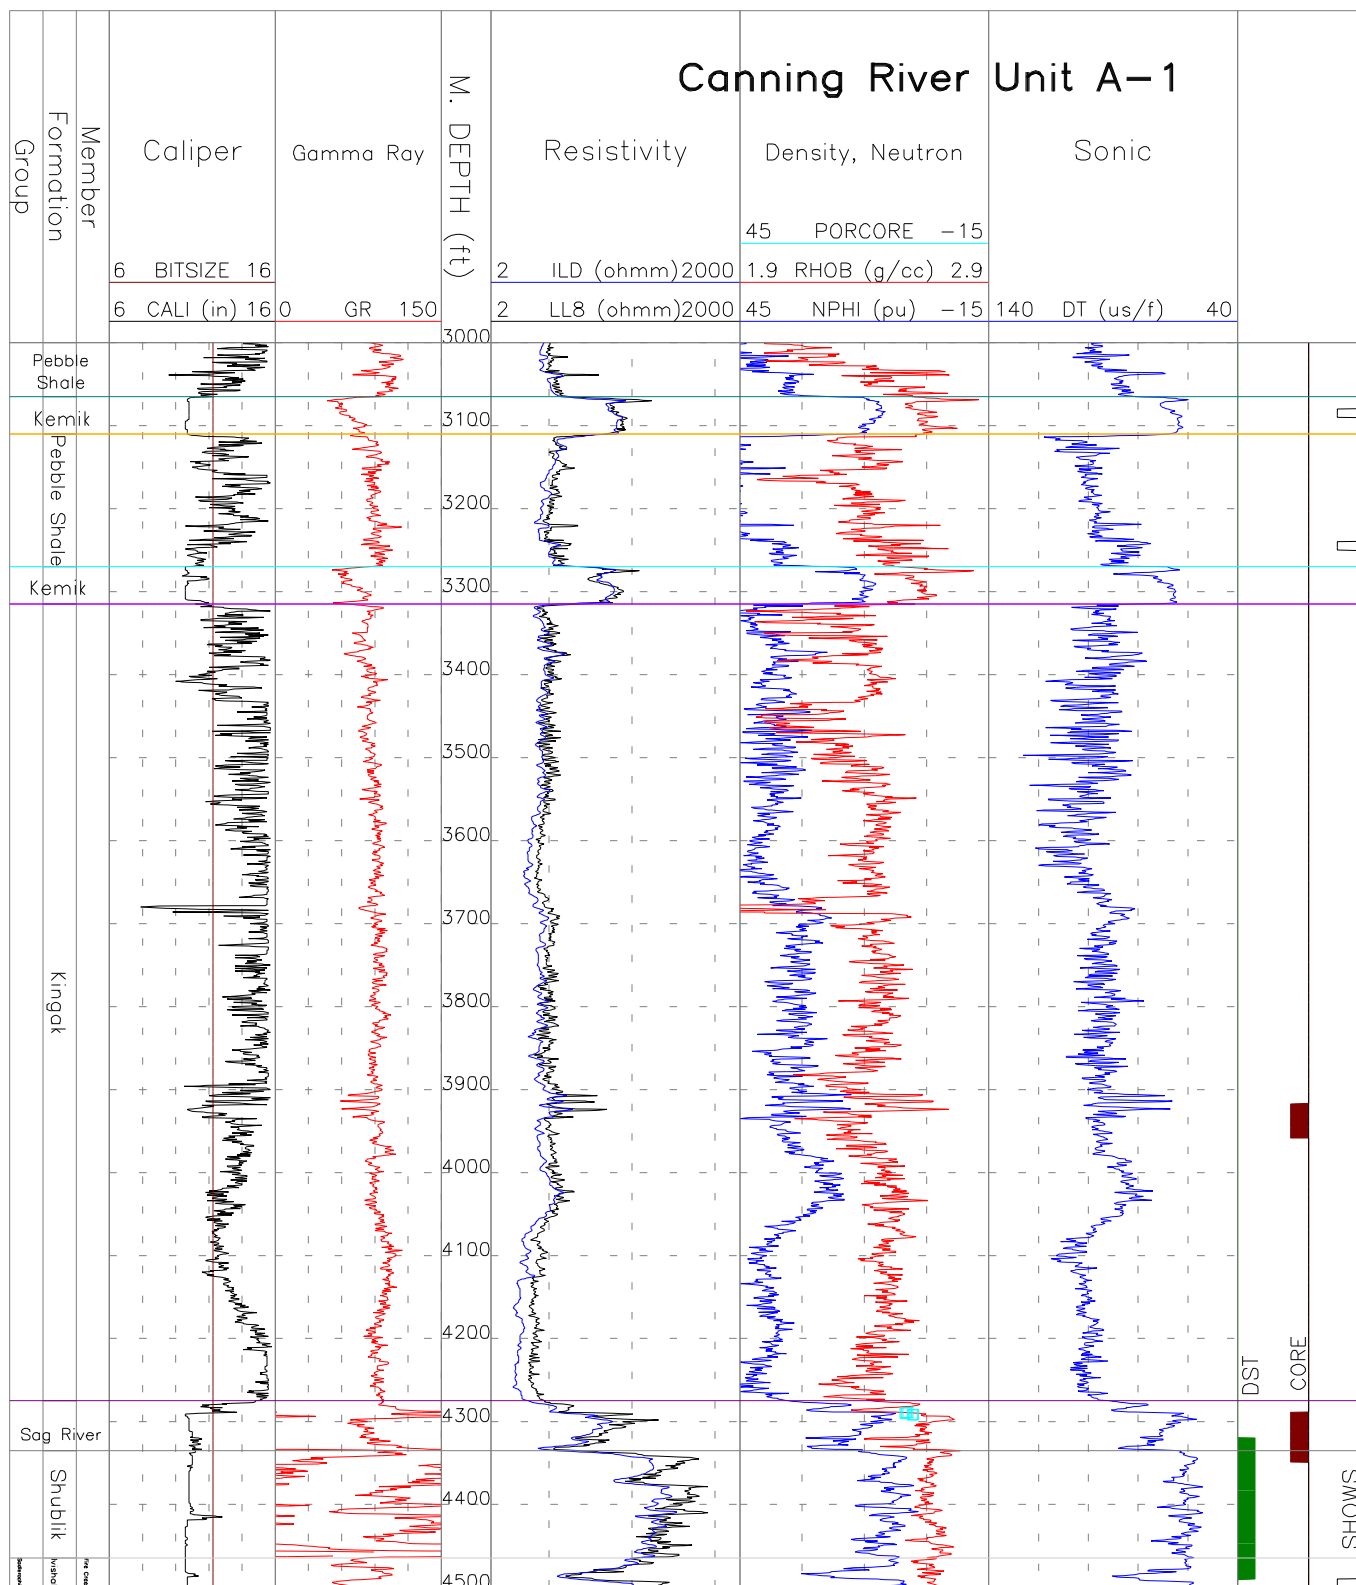 Canning River Unit A-1
Group
Formation
Member
Caliper
Gamma Ray
M. DEPTH (ft)
Resistivity
Density, Neutron
Sonic
45 PORCORE -15
6 BITSIZE 16
2 ILD (ohmm) 2000
1.9 RHOB (g/cc) 2.9
6 CALI (in) 16
0 GR 150
2 LL8 (ohmm) 2000
45 NPHI (pu) -15
140 DT (us/f) 40
3000
Pebble
Shale
Kemik
3100
Pebble Shale
3200
Kemik
3300
3400
3500
3600
3700
Kingak
3800
3900
4000
4100
4200
DST
CORE
4300
Sag River
Shublik
4400
SHOWS
4500